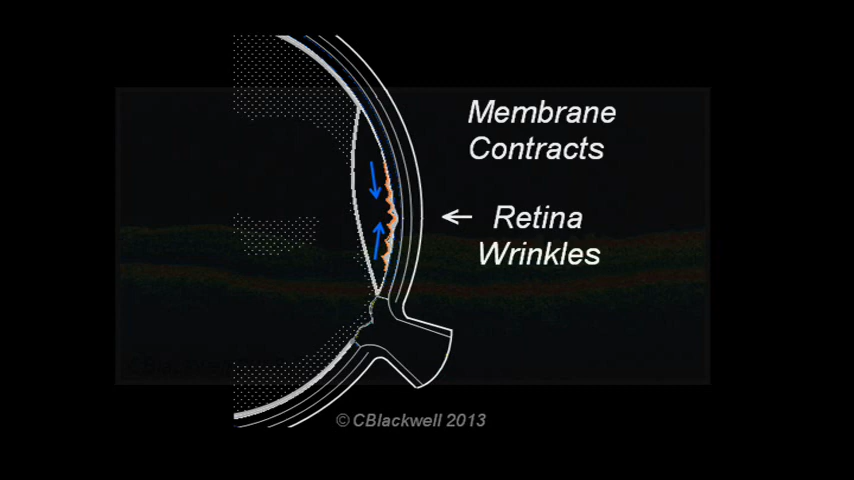 Membrane
Contracts
Retina
Wrinkles
© CBlackwell 2013